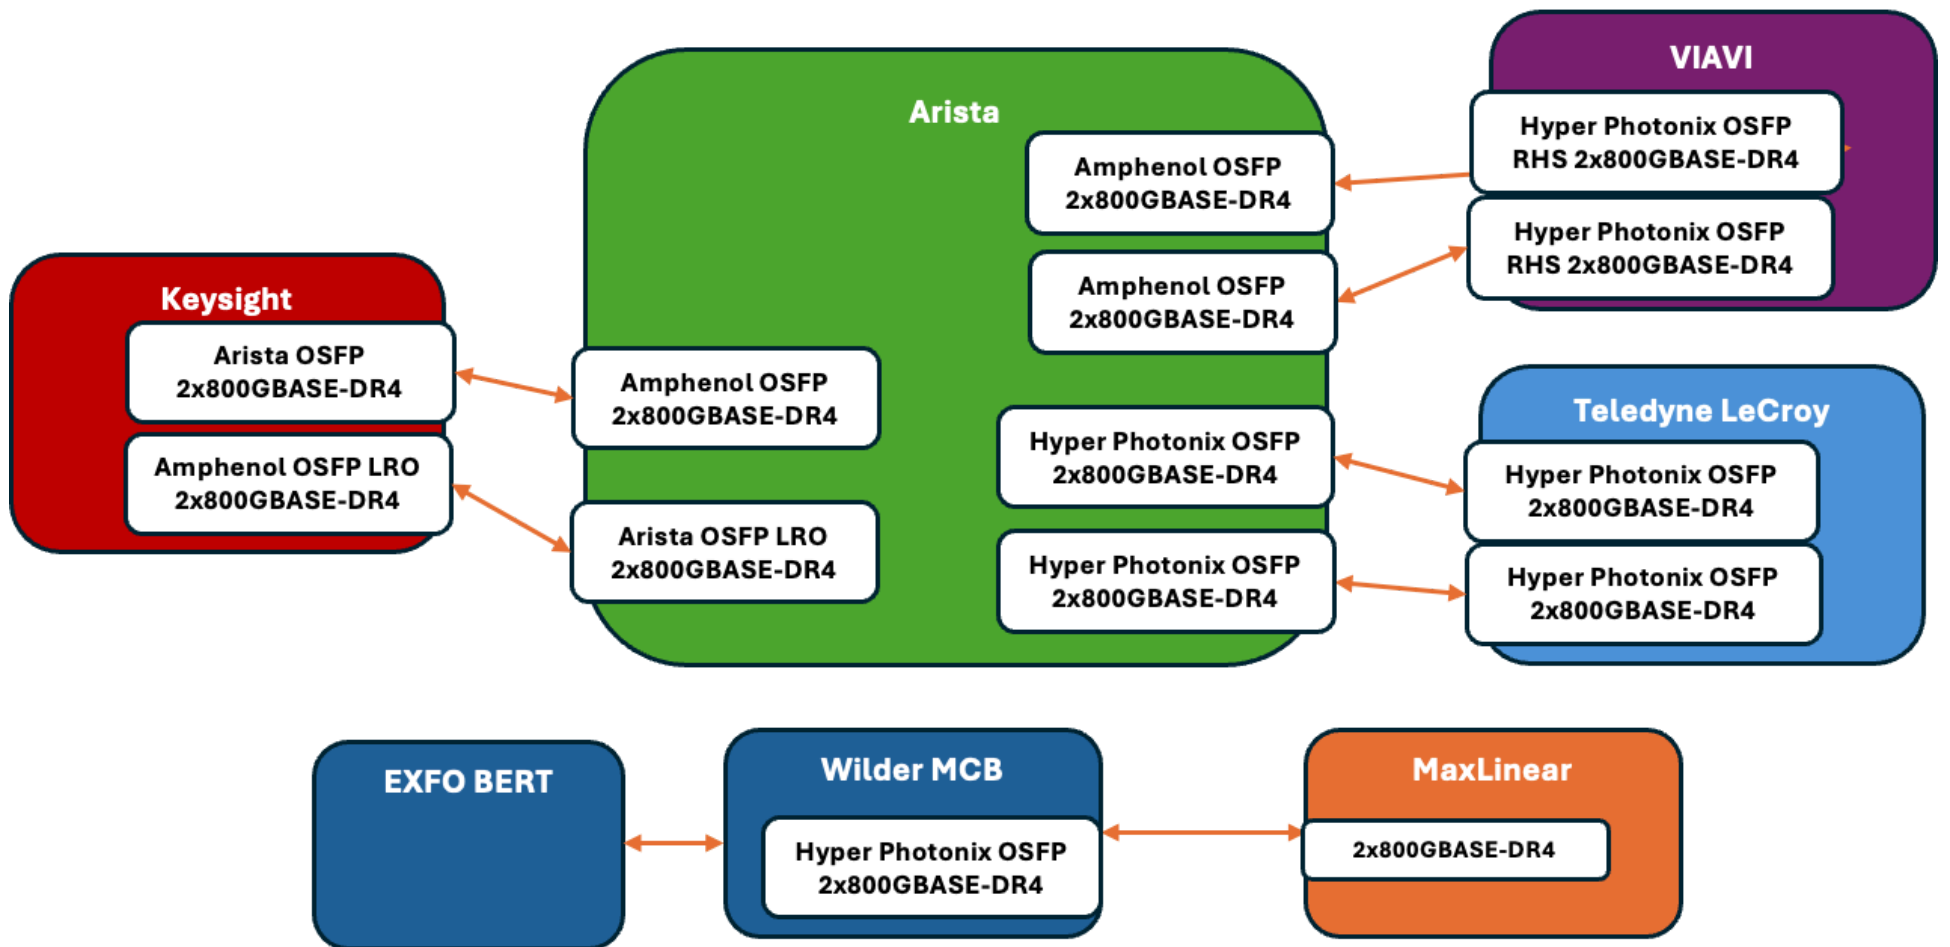 VIAVI
Hyper Photonix OSFP
RHS 2x800GBASE-DR4
Hyper Photonix OSFP
RHS 2x800GBASE-DR4
Arista
Amphenol OSFP
2x800GBASE-DR4
Amphenol OSFP
2x800GBASE-DR4
Keysight
Arista OSFP
2x800GBASE-DR4
Amphenol OSFP LRO
2x800GBASE-DR4
Amphenol OSFP
2x800GBASE-DR4
Arista OSFP LRO
2x800GBASE-DR4
Hyper Photonix OSFP
2x800GBASE-DR4
Hyper Photonix OSFP
2x800GBASE-DR4
Teledyne LeCroy
Hyper Photonix OSFP
2x800GBASE-DR4
Hyper Photonix OSFP
2x800GBASE-DR4
EXFO BERT
Wilder MCB
Hyper Photonix OSFP
2x800GBASE-DR4
MaxLinear
2x800GBASE-DR4